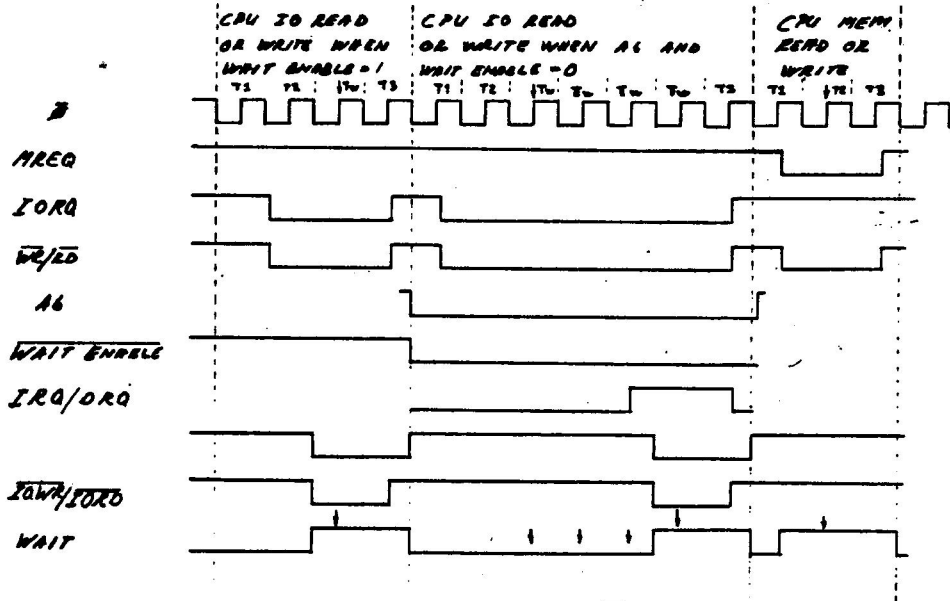 CPU IO READ
OR WRITE WHEN
WAIT ENABLE = 1
CPU IO READ
OR WRITE WHEN A6 AND
WAIT ENABLE = 0
CPU MEM
READ OR
WRITE
T1 T2 Tw T3 T1 T2 Tw Tw Tw Tw T3 T1 T2 T3
Φ
MREQ
IORQ
WR/RD
A6
WAIT ENABLE
IRQ/DRQ
IOWR/IORD
WAIT